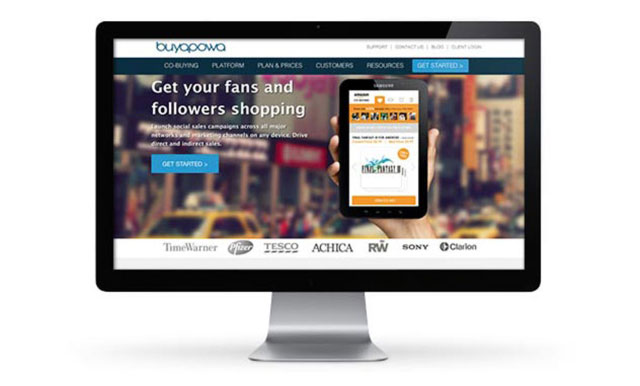 buyapowa
SUPPORT | CONTACT US | BLOG | CLIENT LOGIN
CO-BUYING PLATFORM PLAN & PRICES CUSTOMERS RESOURCES GET STARTED >
Get your fans and
followers shopping
Launch social sales campaigns across all major
networks and marketing channels on any device. Drive
direct and indirect sales.
GET STARTED >
SAMSUNG
amazon
FINAL FANTASY III
TimeWarner Pfizer TESCO ACHICA RW SONY Clarion